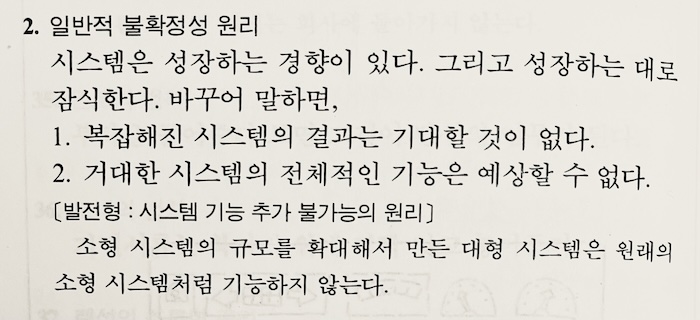 2. 일반적 불확정성 원리
시스템은 성장하는 경향이 있다. 그리고 성장하는 대로
잠식한다. 바꾸어 말하면,
1. 복잡해진 시스템의 결과는 기대할 것이 없다.
2. 거대한 시스템의 전체적인 기능은 예상할 수 없다.
〔발전형 : 시스템 기능 추가 불가능의 원리〕
소형 시스템의 규모를 확대해서 만든 대형 시스템은 원래의
소형 시스템처럼 기능하지 않는다.